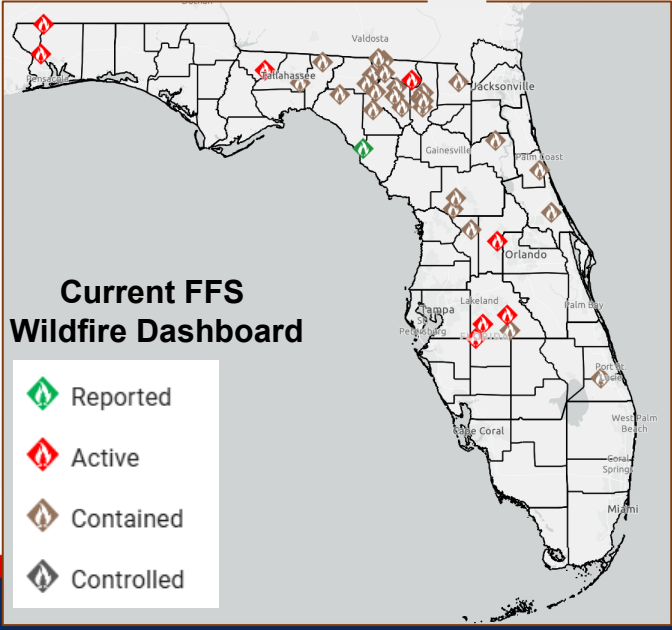 Valdosta
Tallahassee
Pensacola
Jacksonville
Gainesville
Palm Coast
Orlando
Current FFS
Wildfire Dashboard
Lakeland
Tampa
Palm Bay
St.
Petersburg
Port St.
Lucie
Reported
West Palm
Beach
Cape Coral
Active
Coral
Springs
Contained
Miami
Controlled